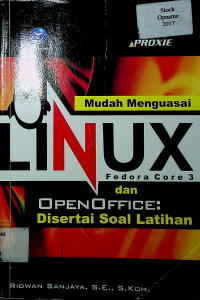 Stock
Opname
2017
PROXIE
Mudah Menguasai
LINUX
Fedora Core 3
dan
OPENOFFICE:
Disertai Soal Latihan
RIDWAN SANJAYA, S.E., S.KOM.